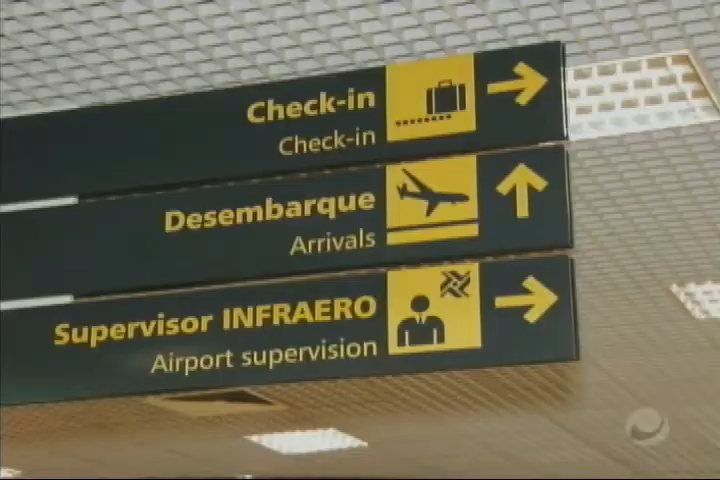 Check-in
Check-in
Desembarque
Arrivals
Supervisor INFRAERO
Airport supervision